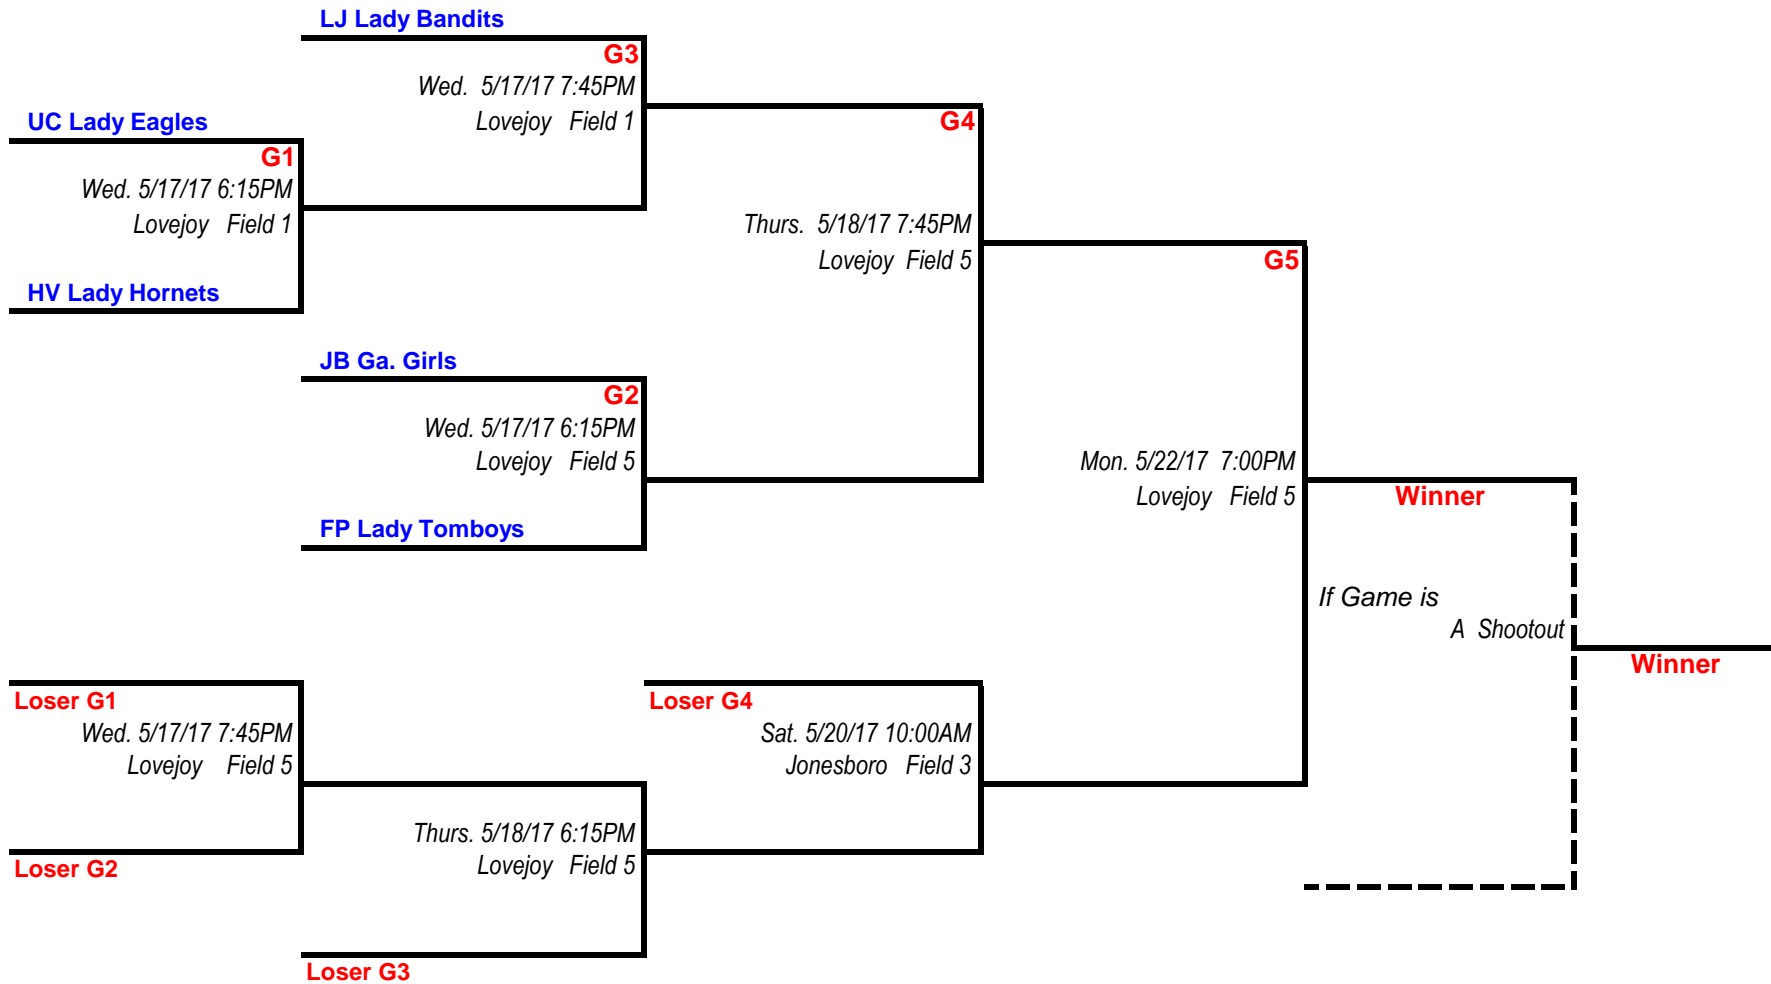 LJ Lady Bandits
G3
Wed. 5/17/17 7:45PM
Lovejoy Field 1
UC Lady Eagles
G1
Wed. 5/17/17 6:15PM
Lovejoy Field 1
HV Lady Hornets
G4
Thurs. 5/18/17 7:45PM
Lovejoy Field 5
JB Ga. Girls
G2
Wed. 5/17/17 6:15PM
Lovejoy Field 5
FP Lady Tomboys
G5
Mon. 5/22/17 7:00PM
Lovejoy Field 5
Winner
If Game is
A Shootout
Winner
Loser G1
Wed. 5/17/17 7:45PM
Lovejoy Field 5
Loser G2
Loser G4
Sat. 5/20/17 10:00AM
Jonesboro Field 3
Thurs. 5/18/17 6:15PM
Lovejoy Field 5
Loser G3